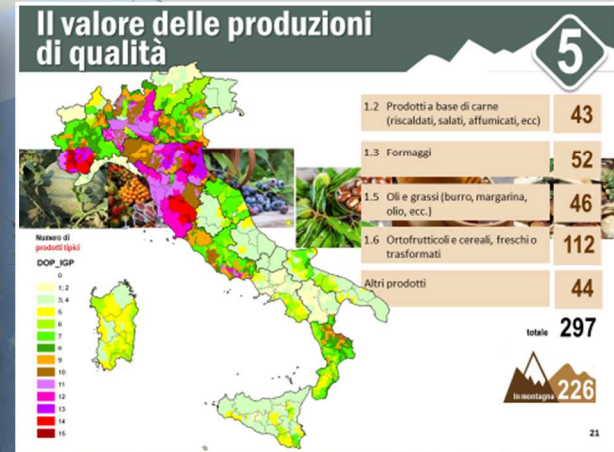 Il valore delle produzioni
di qualità
5
1.2 Prodotti a base di carne
(riscaldati, salati, affumicati, ecc)
43
1.3 Formaggi
52
1.5 Oli e grassi (burro, margarina,
olio, ecc.)
46
1.6 Ortofrutticoli e cereali, freschi o
trasformati
112
Altri prodotti
44
totale 297
In montagna 226
Numero di
prodotti tipici
DOP_IGP
0
1; 2
3, 4
5
6
7
8
9
10
11
12
13
14
15
21